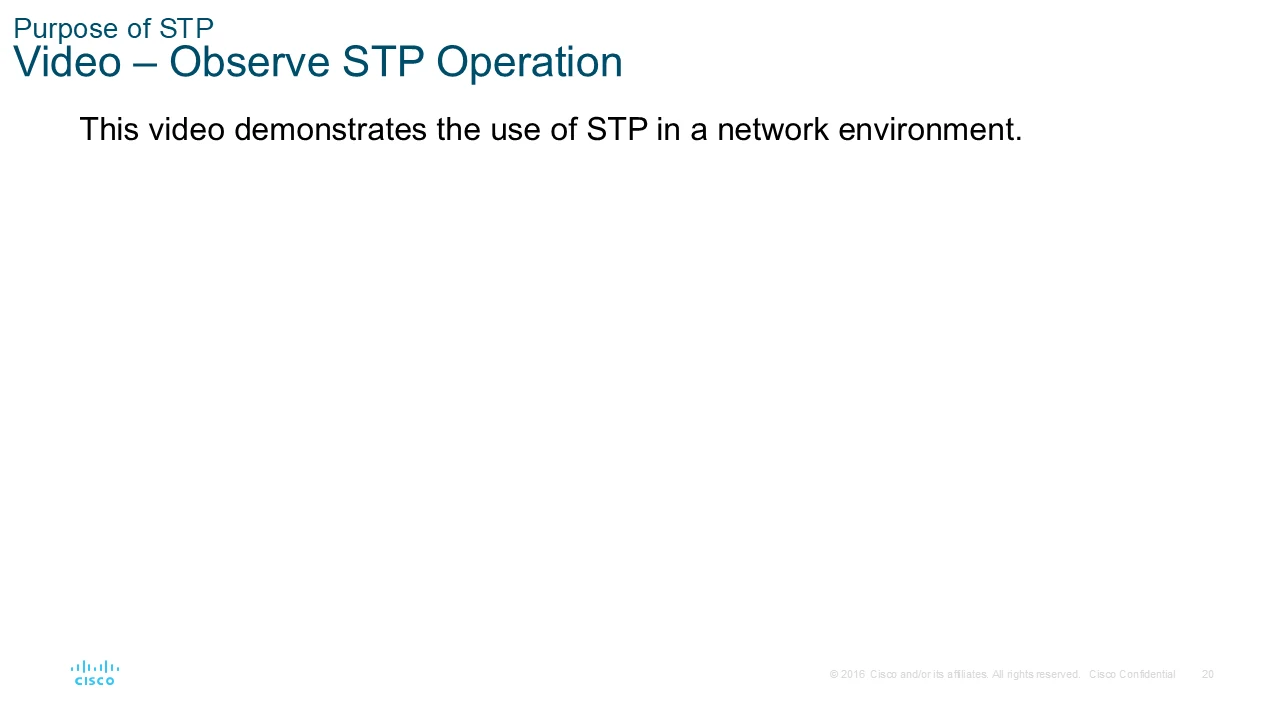 Purpose of STP
Video – Observe STP Operation
This video demonstrates the use of STP in a network environment.
CISCO
© 2016 Cisco and/or its affiliates. All rights reserved. Cisco Confidential 20